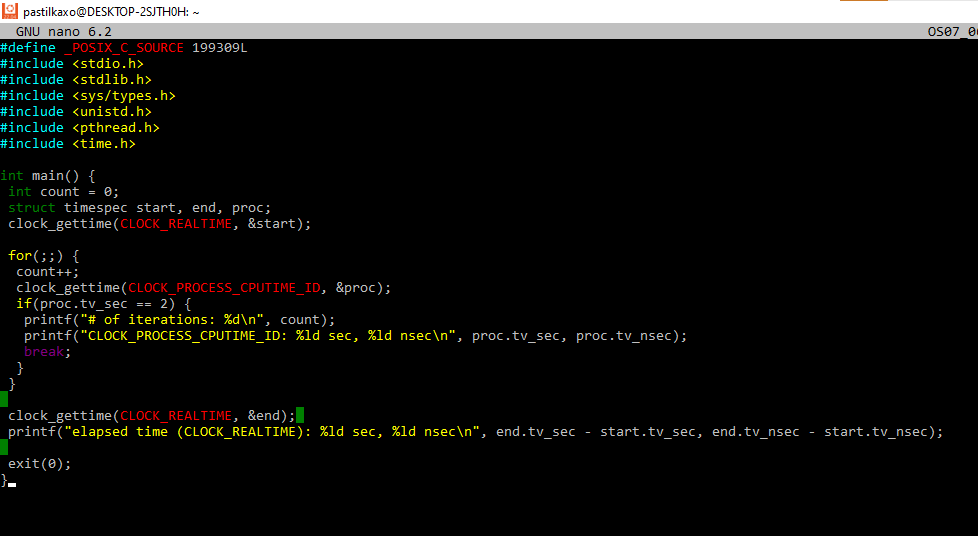 pastilkaxo@DESKTOP-2SJTH0H: ~
GNU nano 6.2 OS07_0
#define _POSIX_C_SOURCE 199309L
#include <stdio.h>
#include <stdlib.h>
#include <sys/types.h>
#include <unistd.h>
#include <pthread.h>
#include <time.h>
int main() {
int count = 0;
struct timespec start, end, proc;
clock_gettime(CLOCK_REALTIME, &start);
for(;;) {
count++;
clock_gettime(CLOCK_PROCESS_CPUTIME_ID, &proc);
if(proc.tv_sec == 2) {
printf("# of iterations: %d\n", count);
printf("CLOCK_PROCESS_CPUTIME_ID: %ld sec, %ld nsec\n", proc.tv_sec, proc.tv_nsec);
break;
}
}
clock_gettime(CLOCK_REALTIME, &end);
printf("elapsed time (CLOCK_REALTIME): %ld sec, %ld nsec\n", end.tv_sec - start.tv_sec, end.tv_nsec - start.tv_nsec);
exit(0);
}